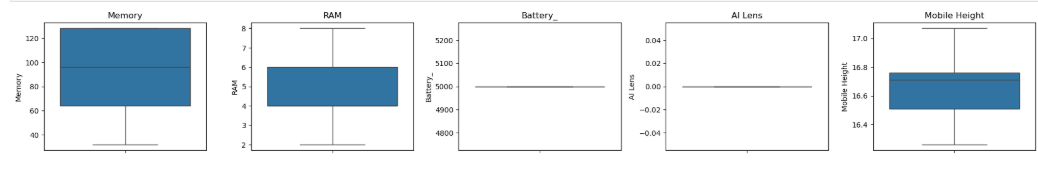 Memory
RAM
Battery_
AI Lens
Mobile Height
120
100
80
60
40
Memory
8
7
6
5
4
3
2
RAM
5200
5100
5000
4900
4800
Battery_
0.04
0.02
0.00
−0.02
−0.04
AI Lens
17.0
16.8
16.6
16.4
Mobile Height